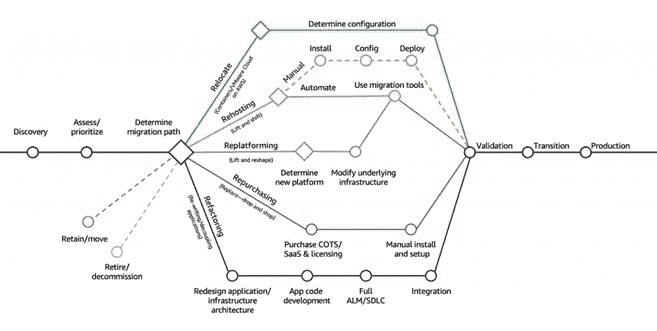 Determine configuration
Relocate
(Containers/VMware Cloud
on AWS)
Manual
Install
Config
Deploy
Rehosting
(Lift and shift)
Automate
Use migration tools
Discovery
Assess/
prioritize
Determine
migration path
Replatforming
(Lift and reshape)
Determine
new platform
Modify underlying
infrastructure
Validation
Transition
Production
Repurchasing
(Replace—drop and shop)
Purchase COTS/
SaaS & licensing
Manual install
and setup
Refactoring
(Re-writing/decoupling
applications)
Retain/move
Retire/
decommission
Redesign application/
infrastructure
architecture
App code
development
Full
ALM/SDLC
Integration